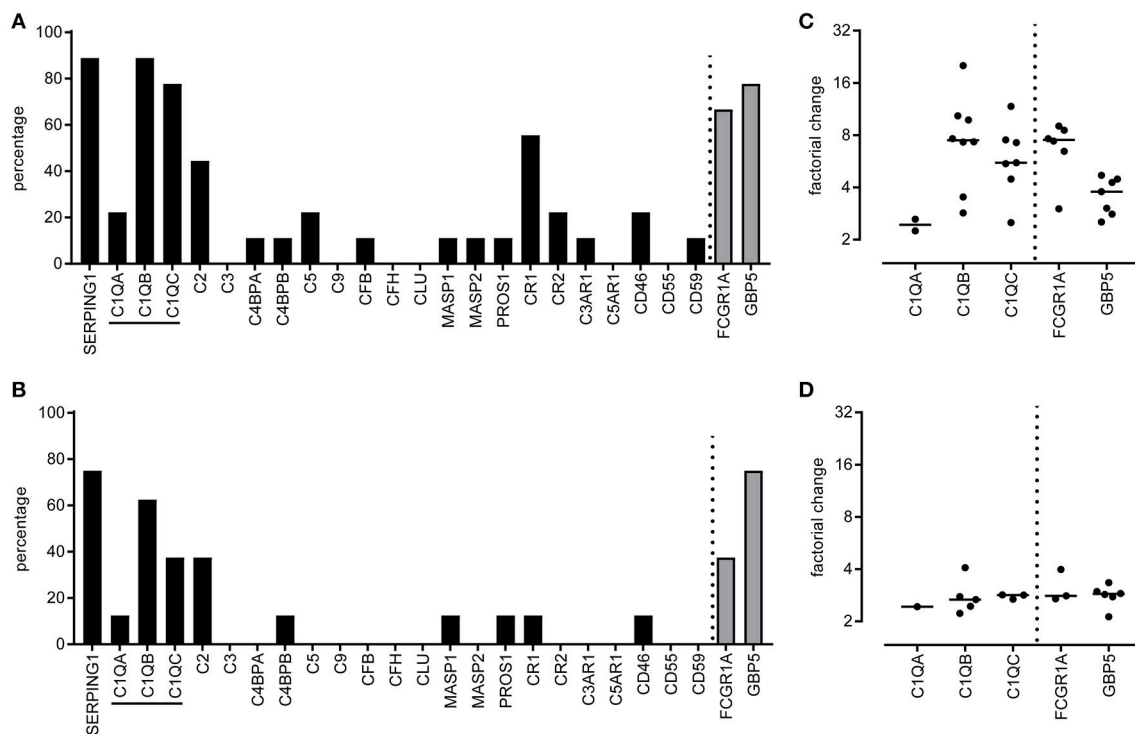 A
percentage
100
80
60
40
20
0
SERPING1
C1QA
C1QB
C1QC
C2
C3
C4BPA
C4BPB
C5
C9
CFB
CFH
CLU
MASP1
MASP2
PROS1
CR1
CR2
C3AR1
C5AR1
CD46
CD55
CD59
FCGR1A
GBP5
C
factorial change
32
16
8
4
2
C1QA
C1QB
C1QC
FCGR1A
GBP5
B
percentage
100
80
60
40
20
0
SERPING1
C1QA
C1QB
C1QC
C2
C3
C4BPA
C4BPB
C5
C9
CFB
CFH
CLU
MASP1
MASP2
PROS1
CR1
CR2
C3AR1
C5AR1
CD46
CD55
CD59
FCGR1A
GBP5
D
factorial change
32
16
8
4
2
C1QA
C1QB
C1QC
FCGR1A
GBP5